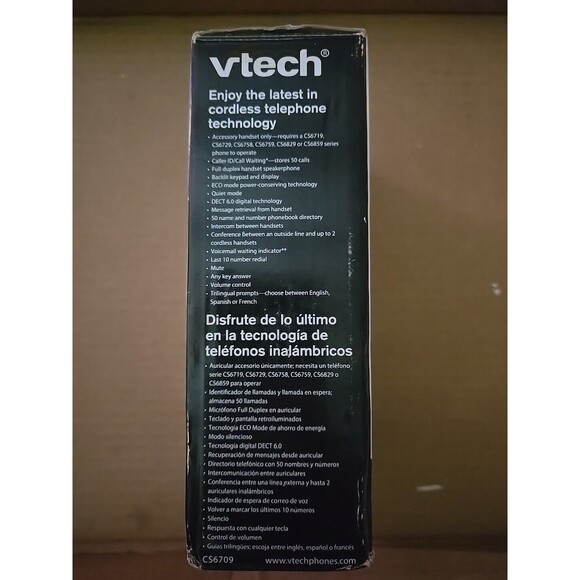 vtech®
Enjoy the latest in
cordless telephone
technology
• Accessory handset only—requires a CS6719,
CS6729, CS6758, CS6759, CS6829 or CS6859 series
phone to operate
• Caller ID/Call Waiting*—stores 50 calls
• Full duplex handset speakerphone
• Backlit keypad and display
• ECO mode power-conserving technology
• Quiet mode
• DECT 6.0 digital technology
• Message retrieval from handset
• 50 name and number phonebook directory
• Intercom between handsets
• Conference between an outside line and up to 2
cordless handsets
• Voicemail waiting indicator**
• Last 10 number redial
• Mute
• Any key answer
• Volume control
• Trilingual prompts—choose between English,
Spanish or French
Disfrute de lo último
en la tecnología de
teléfonos inalámbricos
• Auricular accesorio únicamente; necesita un teléfono
serie CS6719, CS6729, CS6758, CS6759, CS6829 o
CS6859 para operar
• Identificador de llamadas y llamada en espera;
almacena 50 llamadas
• Micrófono Full Duplex en auricular
• Teclado y pantalla retroiluminados
• Tecnología ECO Mode de ahorro de energía
• Modo silencioso
• Tecnología digital DECT 6.0
• Recuperación de mensajes desde auricular
• Directorio telefónico con 50 nombres y números
• Intercomunicación entre auriculares
• Conferencia entre una línea externa y hasta 2
auriculares inalámbricos
• Indicador de espera de correo de voz
• Volver a marcar los últimos 10 números
• Silencio
• Respuesta con cualquier tecla
• Control de volumen
• Guías trilingües; escoja entre inglés, español o francés
CS6709 www.vtechphones.com